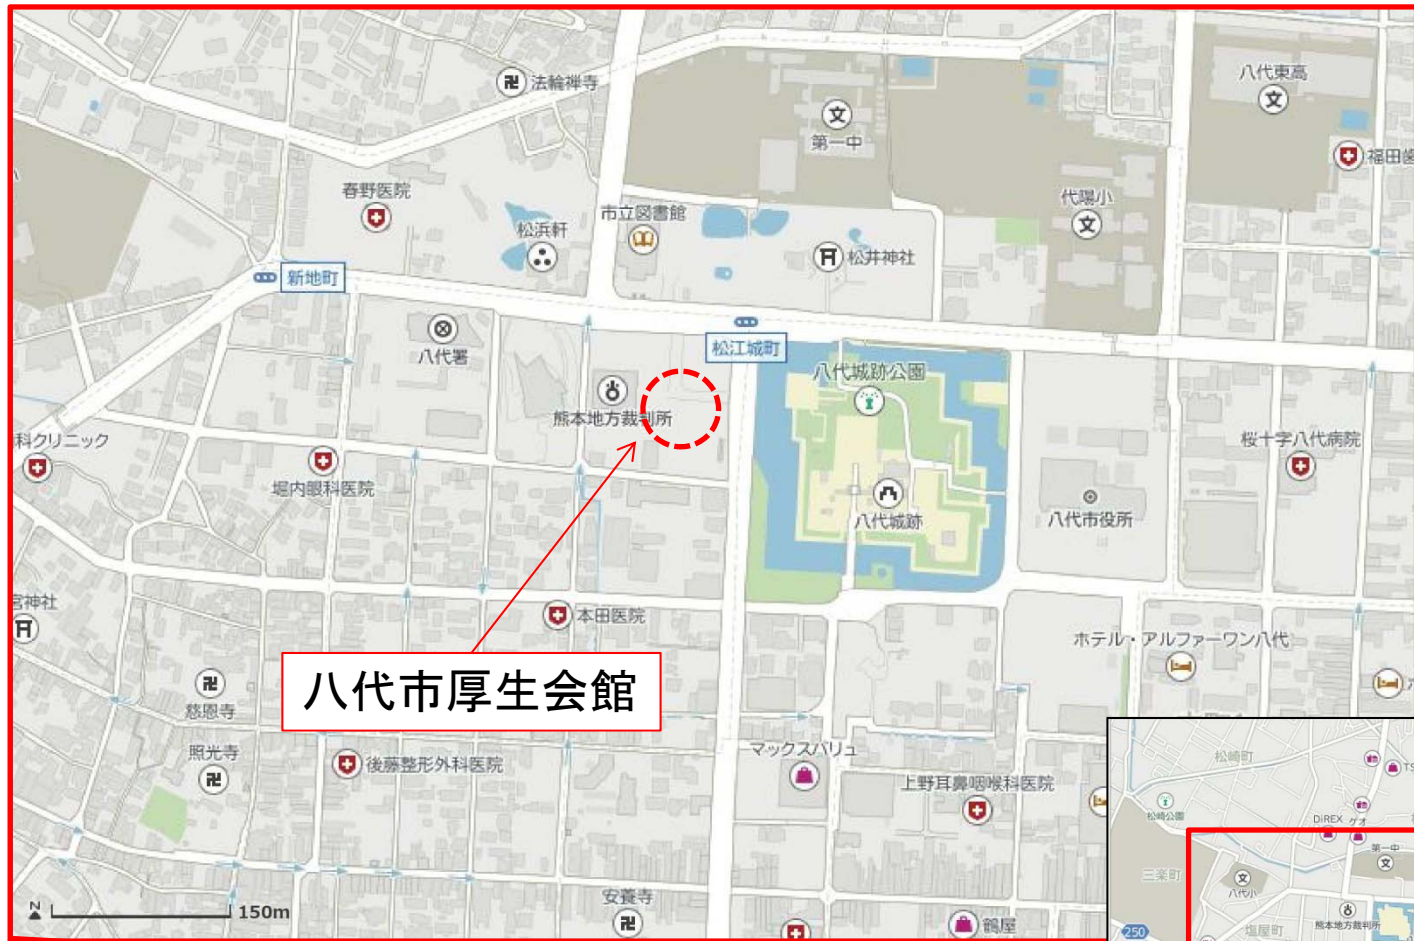 八代東高
法輪禅寺
第一中
福田歯
春野医院
代陽小
市立図書館
松浜軒
松井神社
新地町
松江城町
八代署
八代城跡公園
熊本地方裁判所
科クリニック
桜十字八代病院
堀内眼科医院
八代城跡
八代市役所
宮神社
本田医院
ホテル・アルファーワン八代
八代市厚生会館
慈恩寺
照光寺
マックスバリュ
後藤整形外科医院
上野耳鼻咽喉科医院
松崎町
TS
松崎公園
DiREX
ゲオ
第一中
三楽町
八代小
N
150m
安養寺
鶴屋
熊本地方裁判所
塩屋町
250